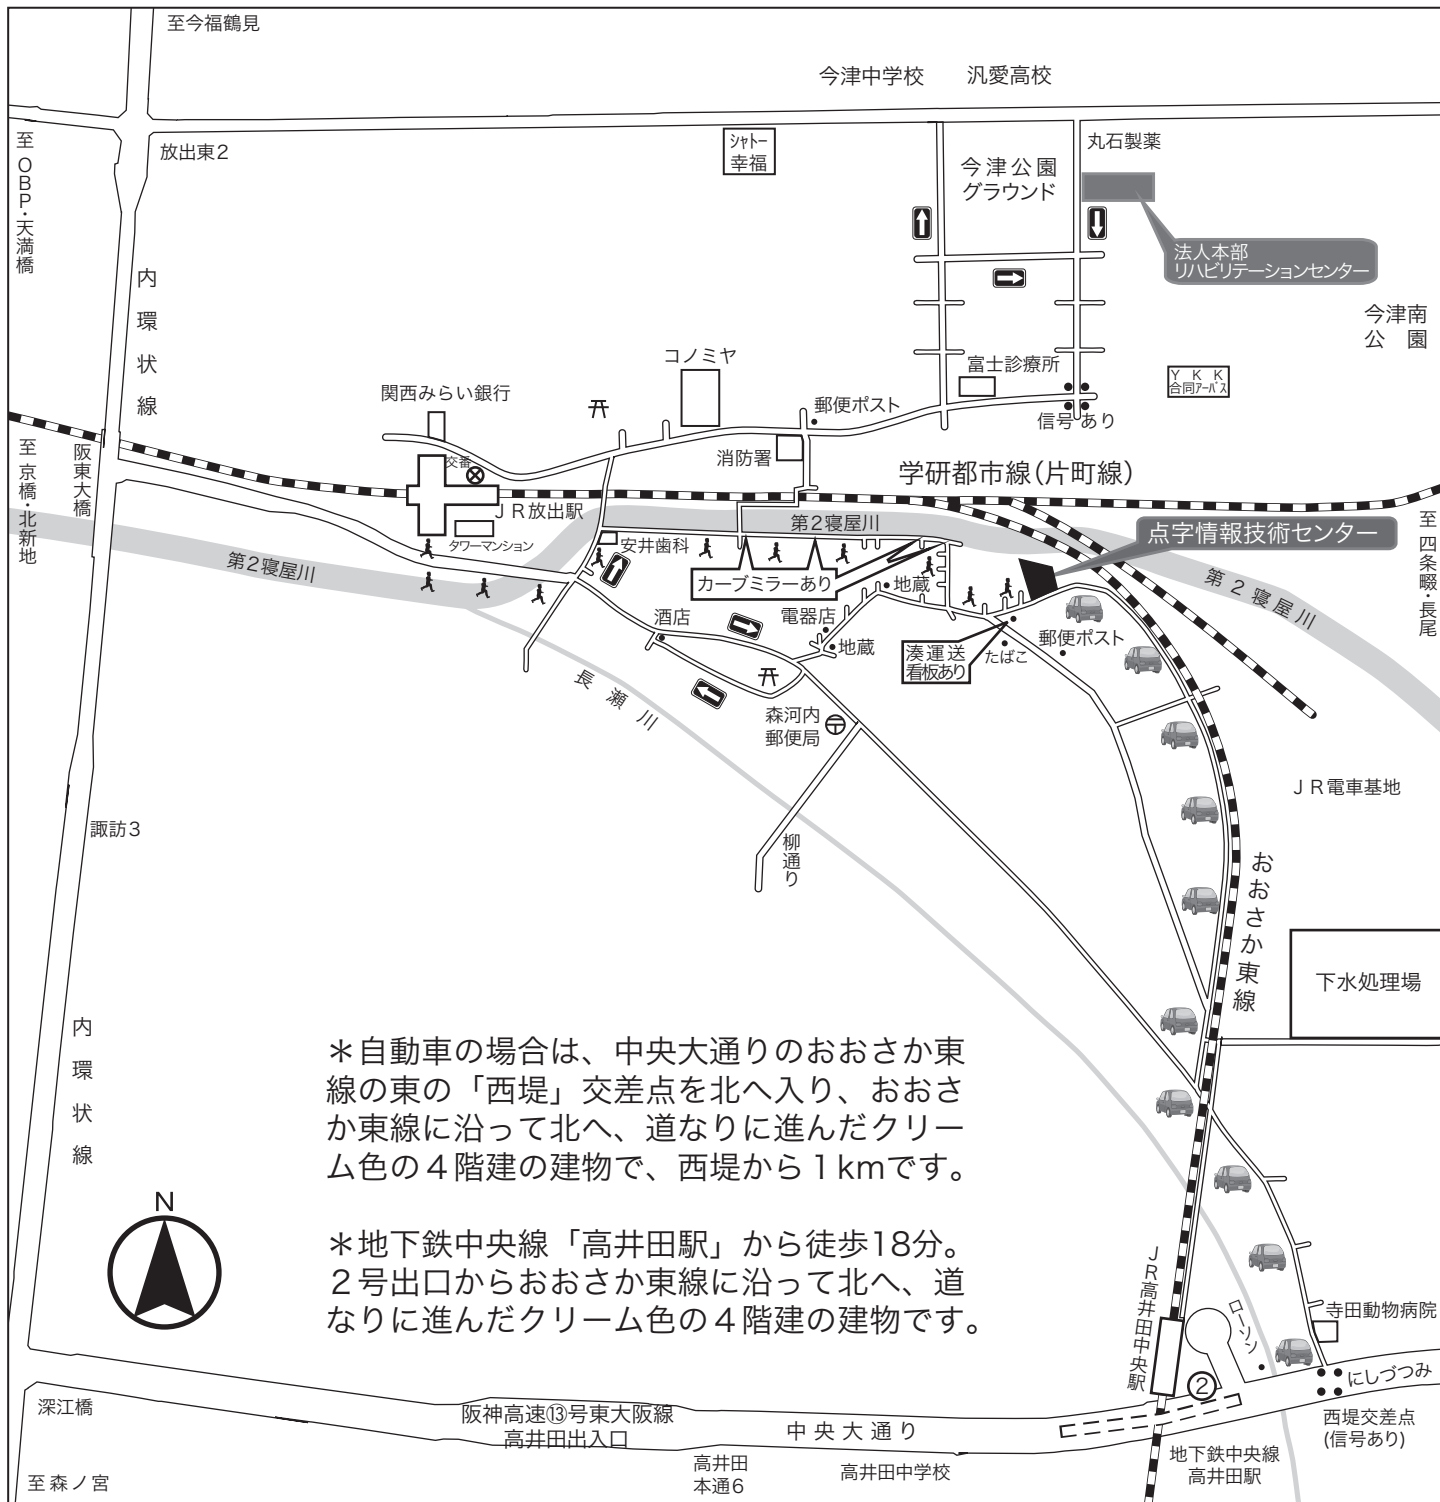 至今福鶴見
今津中学校
汎愛高校
放出東2
至OBP・天満橋
シャトー
幸福
今津公園
グラウンド
丸石製薬
法人本部
リハビリテーションセンター
内環状線
今津南
公園
コノミヤ
富士診療所
YKK
合同アーバス
関西みらい銀行
郵便ポスト
信号あり
至京橋・北新地
阪東大橋
交番
消防署
学研都市線(片町線)
JR放出駅
タワーマンション
第2寝屋川
点字情報技術センター
至四条畷・長尾
第2寝屋川
安井歯科
カーブミラーあり
地蔵
第2寝屋川
酒店
電器店
地蔵
湊運送
看板あり
たばこ
郵便ポスト
長瀬川
森河内
郵便局
JR電車基地
諏訪3
柳通り
おおさか東線
下水処理場
内環状線
＊自動車の場合は、中央大通りのおおさか東
線の東の「西堤」交差点を北へ入り、おおさ
か東線に沿って北へ、道なりに進んだクリー
ム色の４階建の建物で、西堤から１kmです。
＊地下鉄中央線「高井田駅」から徒歩18分。
２号出口からおおさか東線に沿って北へ、道
なりに進んだクリーム色の４階建の建物です。
N
JR高井田中央駅
ローソン
寺田動物病院
にしづつみ
②
深江橋
阪神高速⑬号東大阪線
高井田出入口
中央大通り
西堤交差点
(信号あり)
至森ノ宮
高井田
本通6
高井田中学校
地下鉄中央線
高井田駅